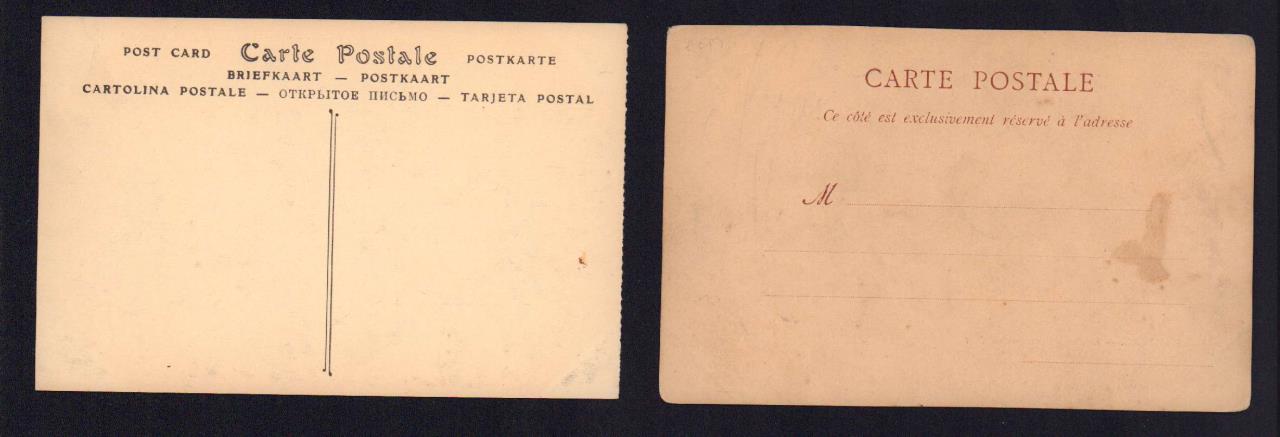 POST CARD Carte Postale POSTKARTE
BRIEFKAART — POSTKAART
CARTOLINA POSTALE — ОТКРЫТОЕ ПИСЬМО — TARJETA POSTAL
CARTE POSTALE
Ce côté est exclusivement réservé à l'adresse
M